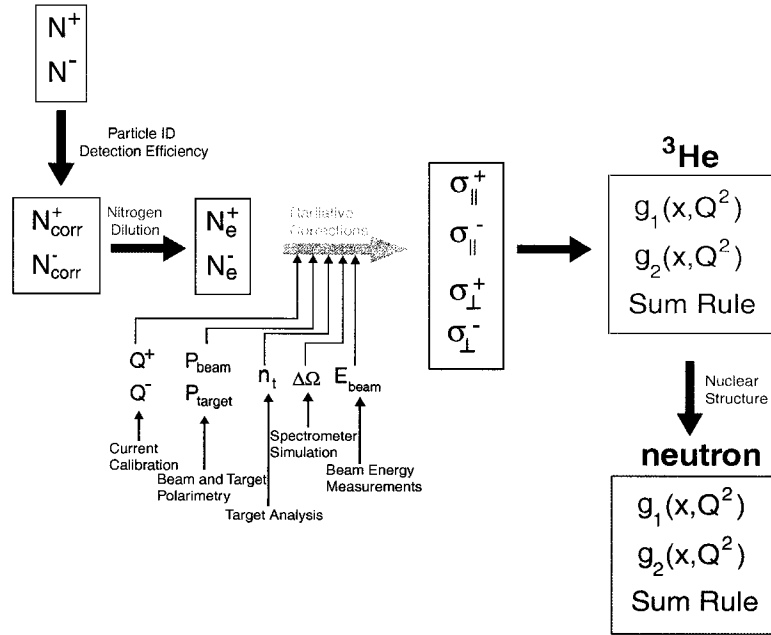 N⁺
N⁻
Particle ID
Detection Efficiency
N⁺corr
N⁻corr
Nitrogen
Dilution
N⁺e
N⁻e
Radiative
Corrections
Q⁺
Q⁻
Pbeam
Ptarget
nt
ΔΩ
Ebeam
Current
Calibration
Beam and Target
Polarimetry
Target Analysis
Spectrometer
Simulation
Beam Energy
Measurements
σ∥⁺
σ∥⁻
σ⊥⁺
σ⊥⁻
³He
g₁(x,Q²)
g₂(x,Q²)
Sum Rule
Nuclear
Structure
neutron
g₁(x,Q²)
g₂(x,Q²)
Sum Rule